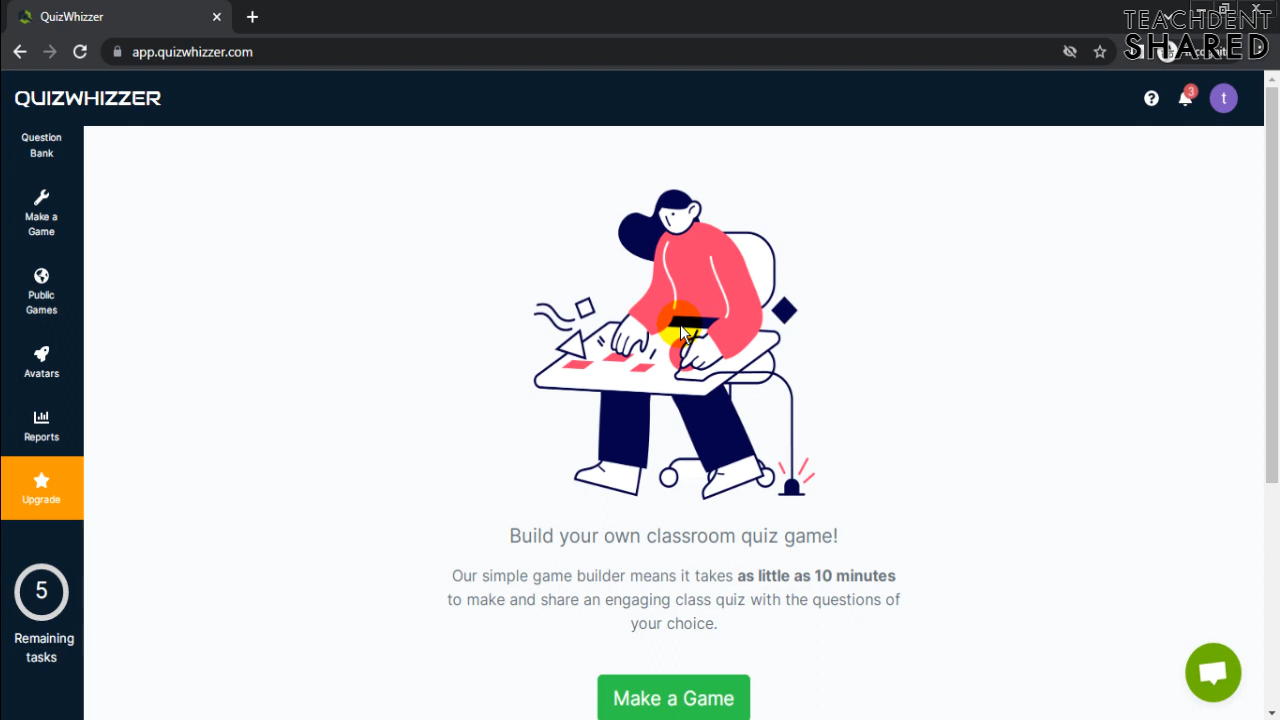 QuizWhizzer
TEACHDENT
SHARED
app.quizwhizzer.com
QUIZWHIZZER
3
t
Question
Bank
Make a
Game
Public
Games
Avatars
Reports
Upgrade
5
Remaining
tasks
Build your own classroom quiz game!
Our simple game builder means it takes as little as 10 minutes
to make and share an engaging class quiz with the questions of
your choice.
Make a Game